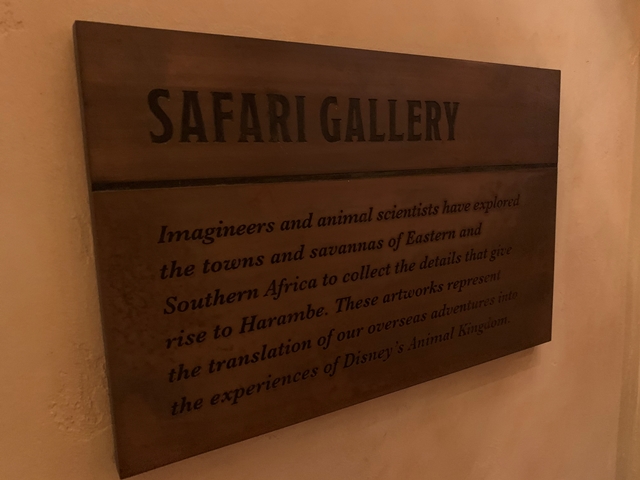 SAFARI GALLERY
Imagineers and animal scientists have explored
the towns and savannas of Eastern and
Southern Africa to collect the details that give
rise to Harambe. These artworks represent
the translation of our overseas adventures into
the experiences of Disney's Animal Kingdom.